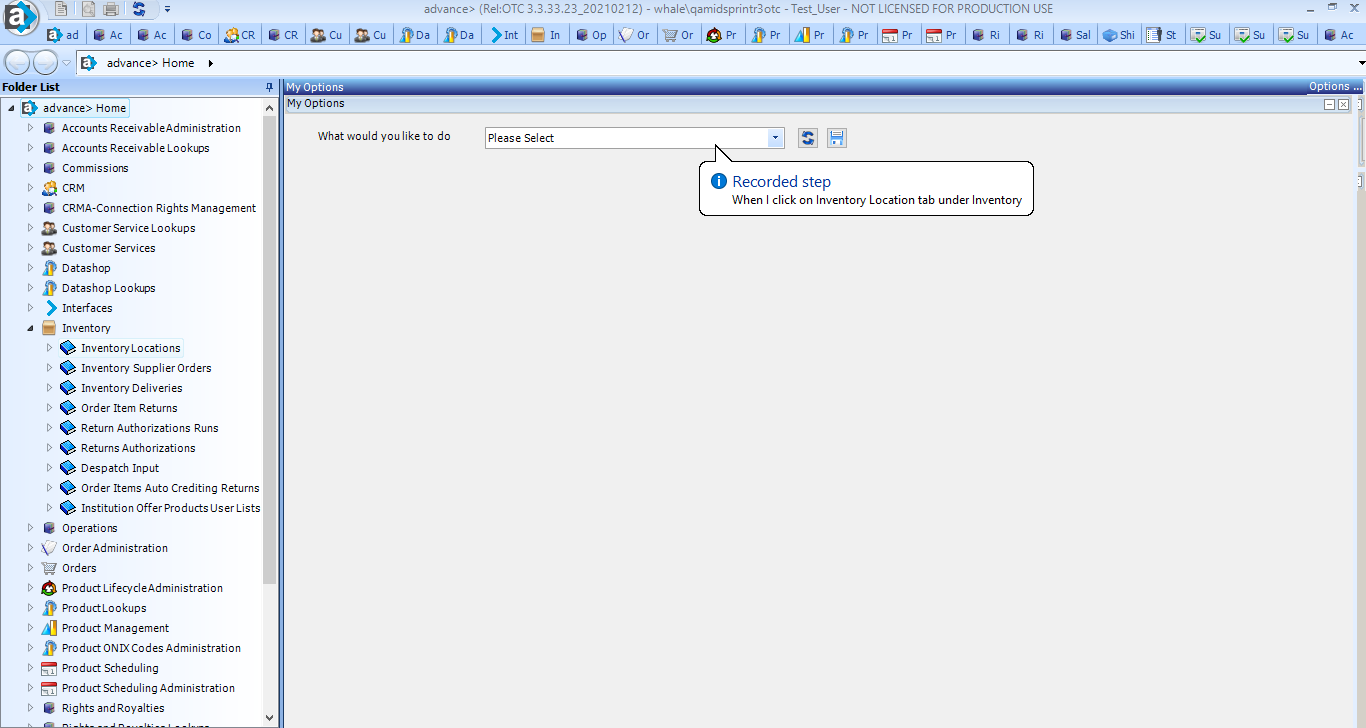 advance> (Rel:OTC 3.3.33.23_20210212) - whale\qamidsprintr3otc - Test_User - NOT LICENSED FOR PRODUCTION USE
ad Ac Ac Co CR CR Cu Cu Da Da Int In Op Or Or Pr Pr Pr Pr Pr Pr Ri Ri Sal Shi St Su Su Su Ac
advance> Home
Folder List
My Options
Options ...
advance> Home
My Options
Accounts Receivable Administration
What would you like to do
Please Select
Accounts Receivable Lookups
Commissions
Recorded step
When I click on Inventory Location tab under Inventory
CRM
CRMA-Connection Rights Management
Customer Service Lookups
Customer Services
Datashop
Datashop Lookups
Interfaces
Inventory
Inventory Locations
Inventory Supplier Orders
Inventory Deliveries
Order Item Returns
Return Authorizations Runs
Returns Authorizations
Despatch Input
Order Items Auto Crediting Returns
Institution Offer Products User Lists
Operations
Order Administration
Orders
Product Lifecycle Administration
Product Lookups
Product Management
Product ONIX Codes Administration
Product Scheduling
Product Scheduling Administration
Rights and Royalties
Rights and Royalties Lookups